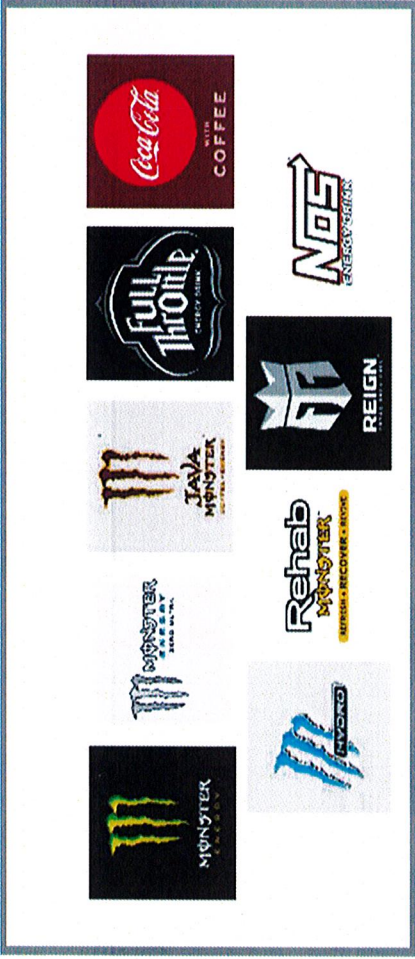 MONSTER
ENERGY
MONSTER
ENERGY
ZERO ULTRA
JAVA
MONSTER
Full
Throttle
ENERGY DRINK
Coca-Cola
WITH
COFFEE
HYDRO
Rehab
MONSTER
REFRESH • RECOVER • REVIVE
REIGN
NOS
ENERGY DRINK